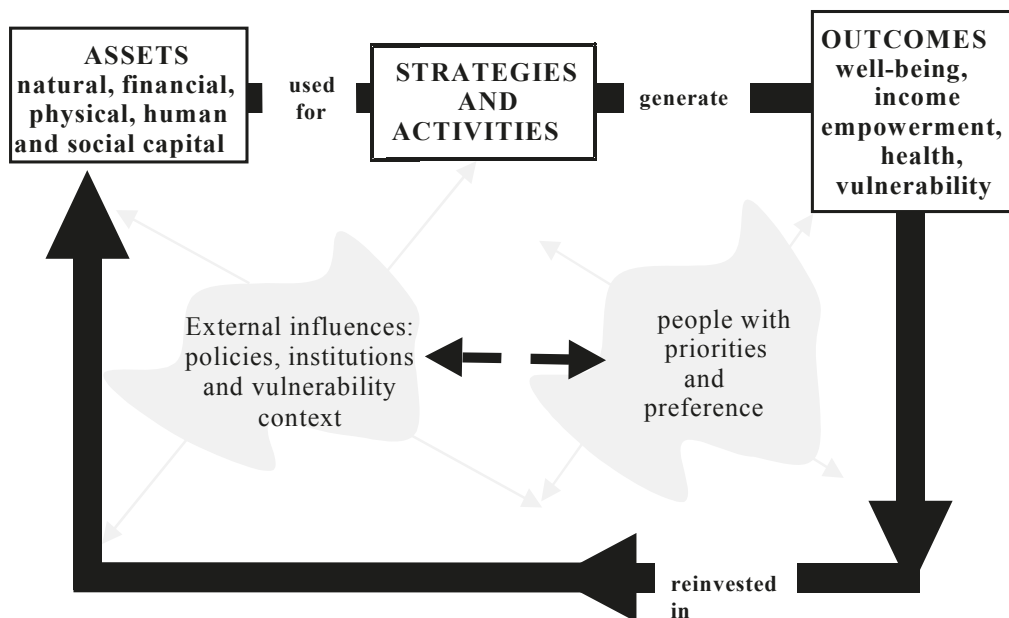 ASSETS
natural, financial,
physical, human
and social capital
used
for
STRATEGIES
AND
ACTIVITIES
generate
OUTCOMES
well-being,
income
empowerment,
health,
vulnerability
External influences:
policies, institutions
and vulnerability
context
people with
priorities
and
preference
reinvested
in